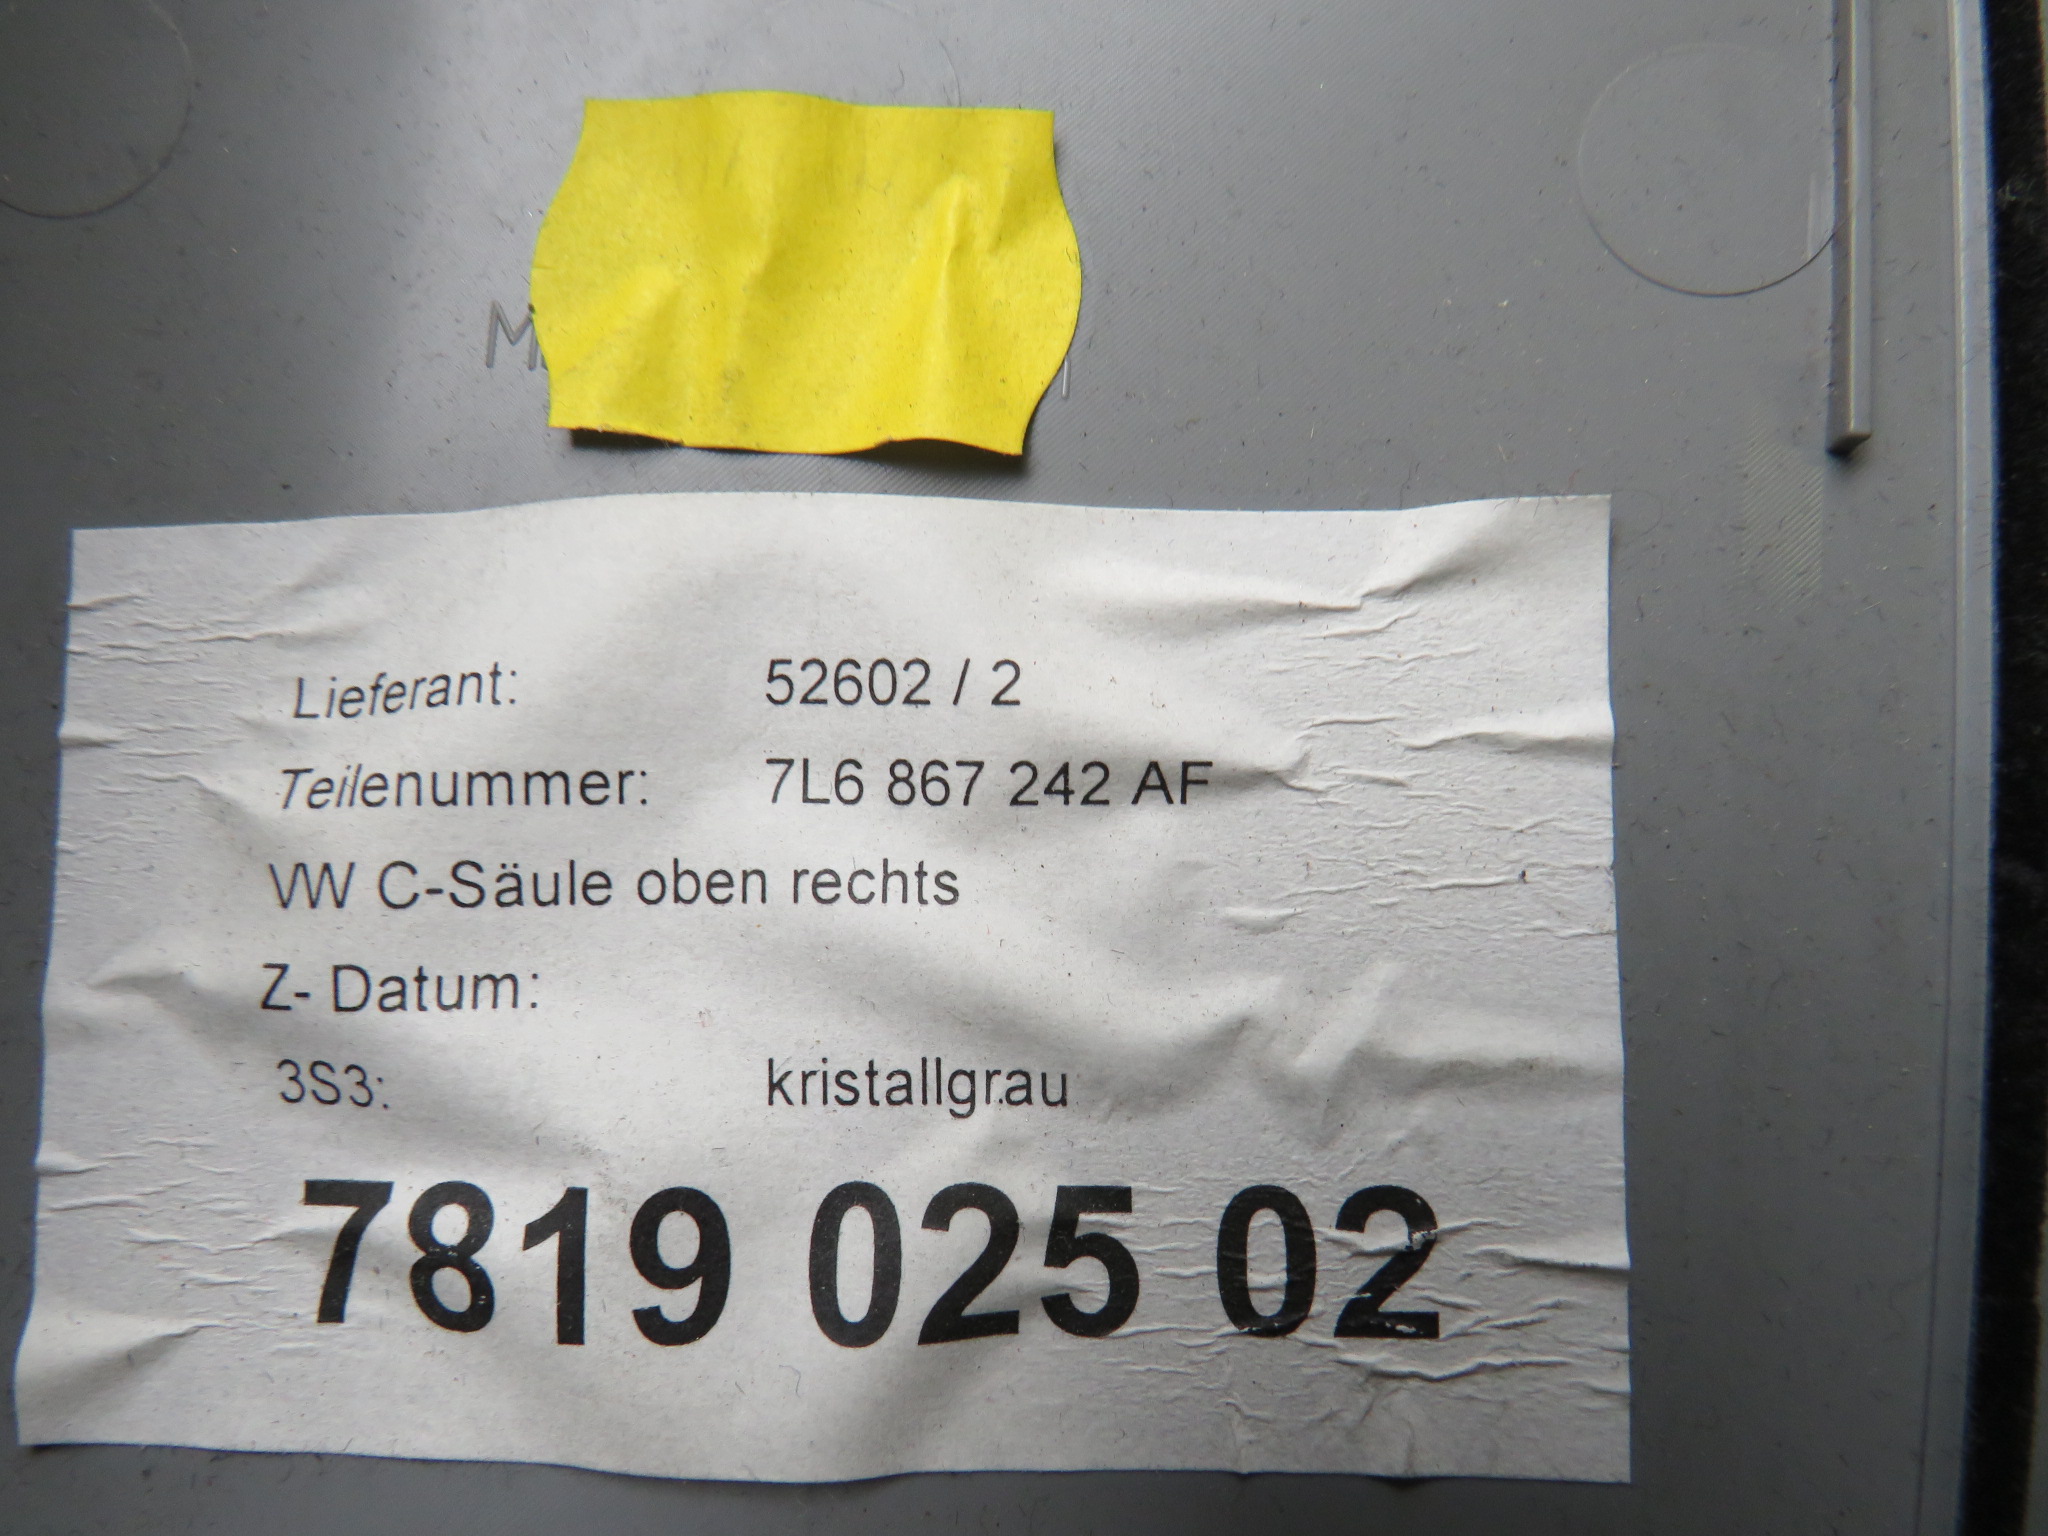 Lieferant: 52602 / 2
Teilenummer: 7L6 867 242 AF
VW C-Säule oben rechts
Z- Datum:
3S3: kristallgrau
7819 025 02